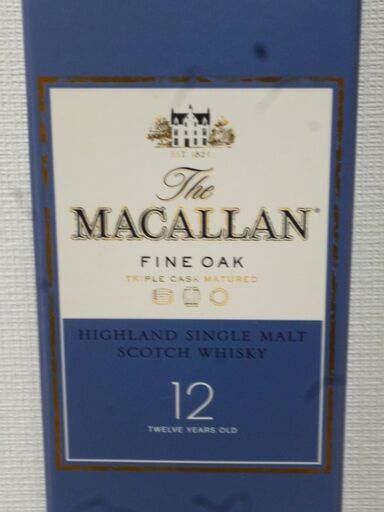 EST. 1824
The
MACALLAN®
FINE OAK
TRIPLE CASK MATURED
HIGHLAND SINGLE MALT
SCOTCH WHISKY
12
TWELVE YEARS OLD